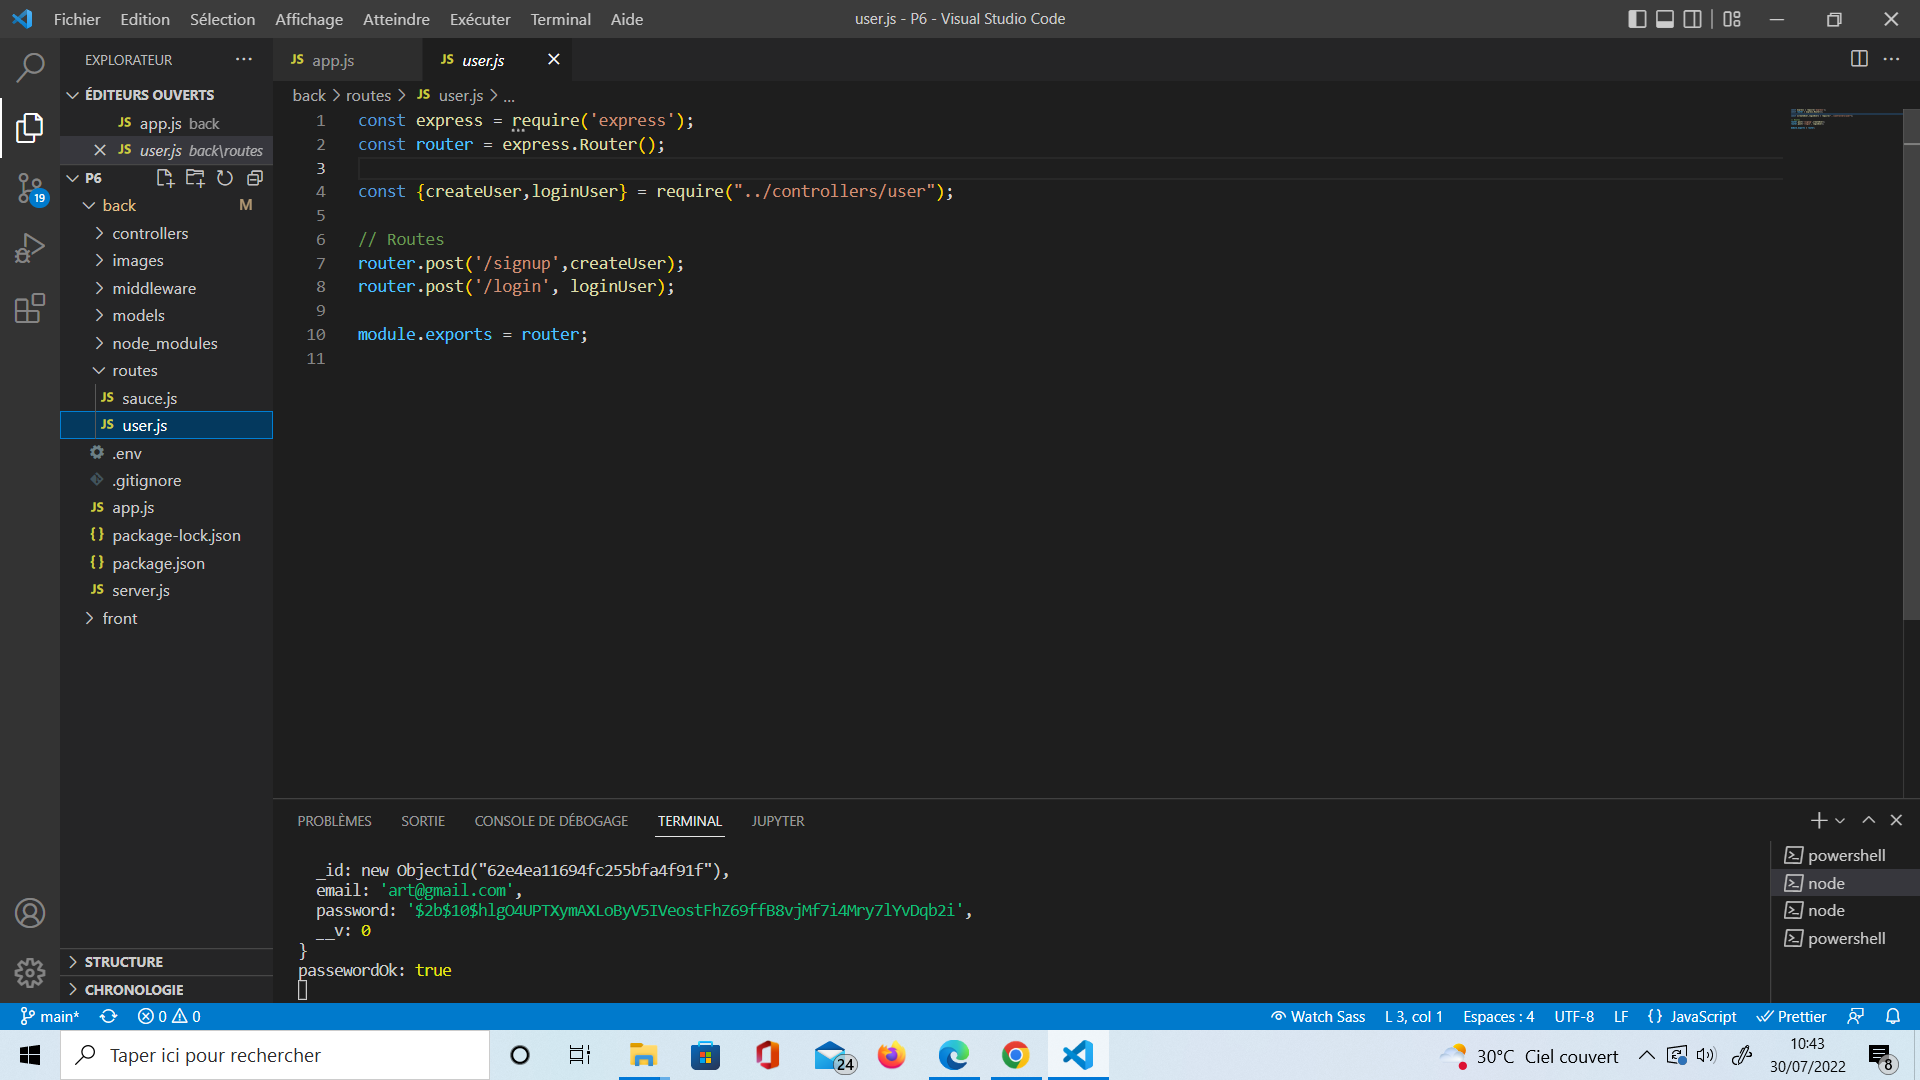 Fichier Edition Sélection Affichage Atteindre Exécuter Terminal Aide
user.js - P6 - Visual Studio Code
EXPLORATEUR
ÉDITEURS OUVERTS
JS app.js back
JS user.js back\routes
P6
back M
controllers
images
middleware
models
node_modules
routes
JS sauce.js
JS user.js
.env
.gitignore
JS app.js
{} package-lock.json
{} package.json
JS server.js
front
STRUCTURE
CHRONOLOGIE
19
JS app.js
JS user.js
back > routes > JS user.js > ...
1 const express = require('express');
2 const router = express.Router();
3
4 const {createUser,loginUser} = require("../controllers/user");
5
6 // Routes
7 router.post('/signup',createUser);
8 router.post('/login', loginUser);
9
10 module.exports = router;
11
PROBLÈMES SORTIE CONSOLE DE DÉBOGAGE TERMINAL JUPYTER
_id: new ObjectId("62e4ea11694fc255bfa4f91f"),
email: 'art@gmail.com',
password: '$2b$10$hlgO4UPTXymAXLoByV5IVeostFhZ69ffB8vjMf7i4Mry7lYvDqb2i',
__v: 0
}
passewordOk: true
powershell
node
node
powershell
main* 0 0
Watch Sass L 3, col 1 Espaces : 4 UTF-8 LF {} JavaScript Prettier
Taper ici pour rechercher
24
30°C Ciel couvert
10:43
30/07/2022
8